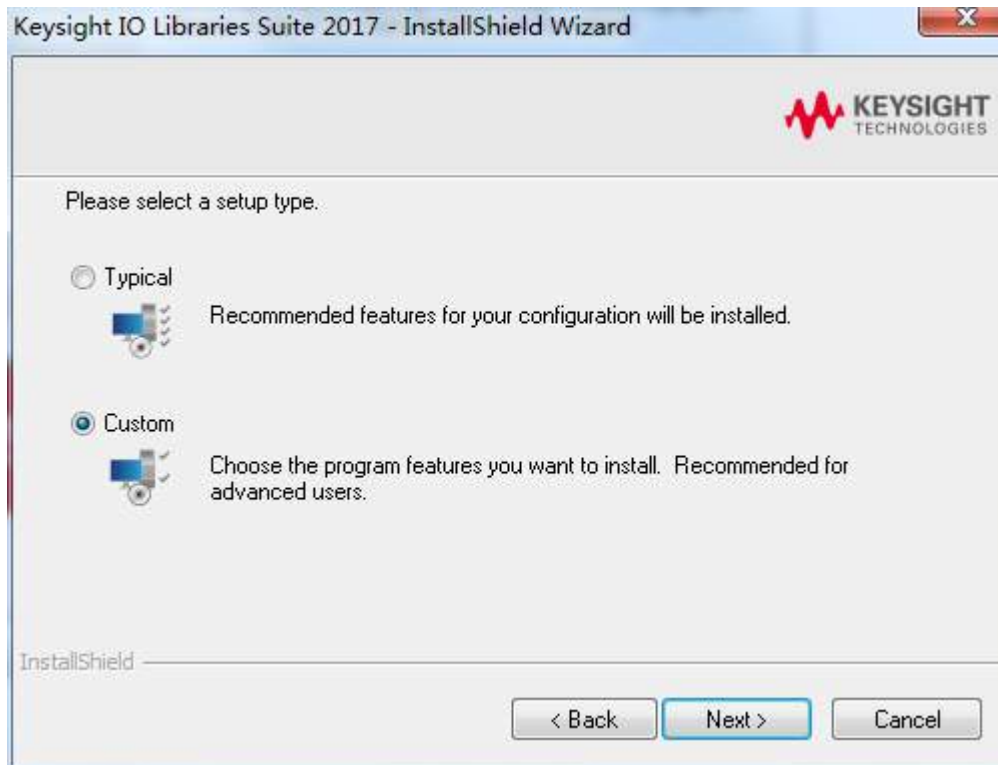 Keysight IO Libraries Suite 2017 - InstallShield Wizard
KEYSIGHT
TECHNOLOGIES
Please select a setup type.
Typical
Recommended features for your configuration will be installed.
Custom
Choose the program features you want to install. Recommended for
advanced users.
InstallShield
< Back
Next >
Cancel